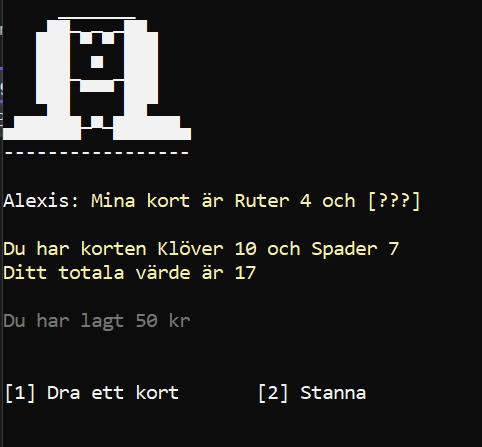 -----------------
Alexis: Mina kort är Ruter 4 och [???]
Du har korten Klöver 10 och Spader 7
Ditt totala värde är 17
Du har lagt 50 kr
[1] Dra ett kort [2] Stanna